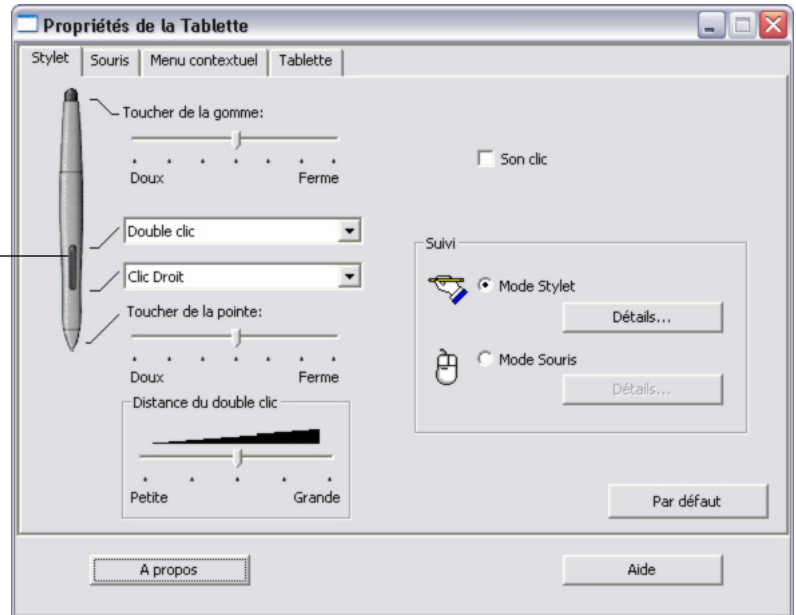 Propriétés de la Tablette
Stylet Souris Menu contextuel Tablette
Toucher de la gomme:
Doux Ferme
Son clic
Double clic
Clic Droit
Suivi
Mode Stylet
Détails...
Mode Souris
Détails...
Toucher de la pointe:
Doux Ferme
Distance du double clic
Petite Grande
Par défaut
A propos Aide